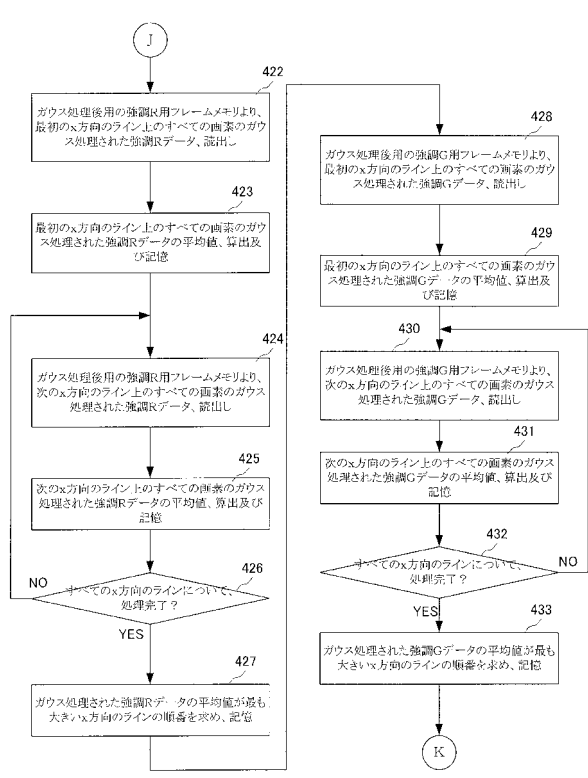 J
422
ガウス処理後用の強調R用フレームメモリより、
最初のx方向のライン上のすべての画素のガウ
ス処理された強調Rデータ、読出し
423
最初のx方向のライン上のすべての画素のガウ
ス処理された強調Rデータの平均値、算出及
び記憶
424
ガウス処理後用の強調R用フレームメモリより、
次のx方向のライン上のすべての画素のガウス
処理された強調Rデータ、読出し
425
次のx方向のライン上のすべての画素のガウス
処理された強調Rデータの平均値、算出及び
記憶
426
すべてのx方向のラインについて、
処理完了？
NO
YES
427
ガウス処理された強調Rデータの平均値が最も
大きいx方向のラインの順番を求め、記憶
428
ガウス処理後用の強調G用フレームメモリより、
最初のx方向のライン上のすべての画素のガウ
ス処理された強調Gデータ、読出し
429
最初のx方向のライン上のすべての画素のガウ
ス処理された強調Gデータの平均値、算出及
び記憶
430
ガウス処理後用の強調G用フレームメモリより、
次のx方向のライン上のすべての画素のガウス
処理された強調Gデータ、読出し
431
次のx方向のライン上のすべての画素のガウス
処理された強調Gデータの平均値、算出及び
記憶
432
すべてのx方向のラインについて、
処理完了？
NO
YES
433
ガウス処理された強調Gデータの平均値が最も
大きいx方向のラインの順番を求め、記憶
K